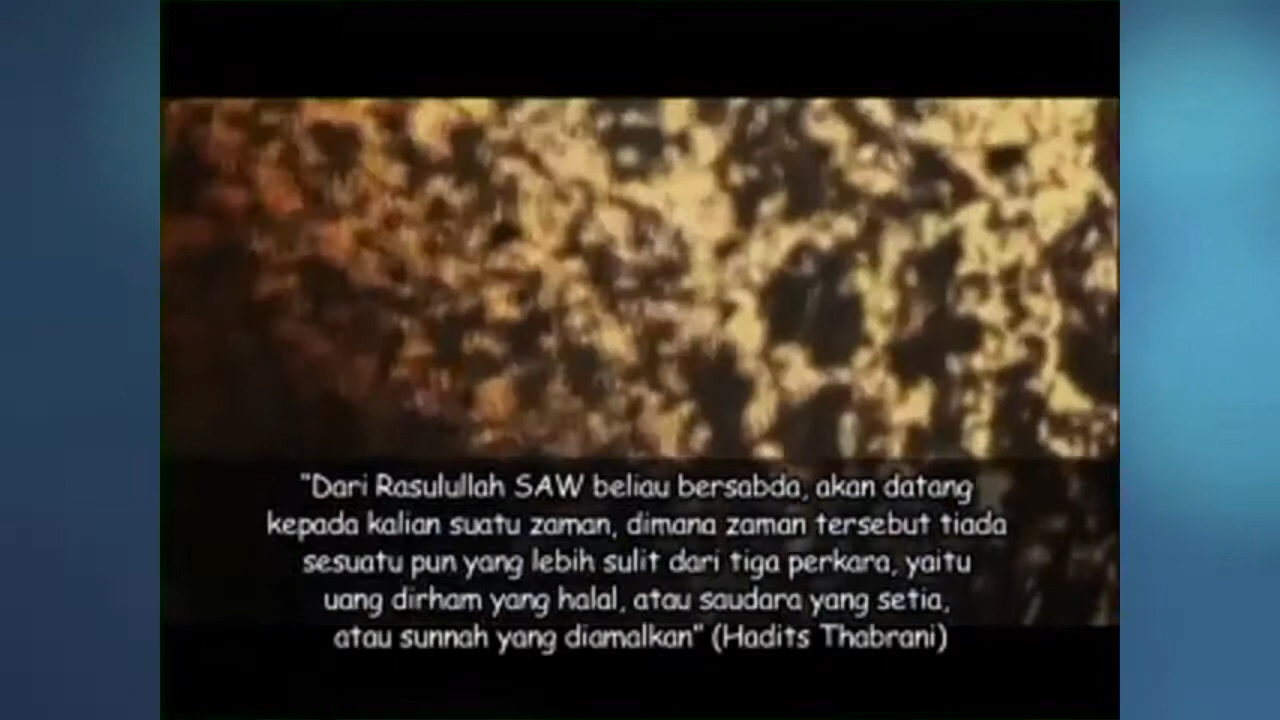 "Dari Rasulullah SAW beliau bersabda, akan datang
kepada kalian suatu zaman, dimana zaman tersebut tiada
sesuatu pun yang lebih sulit dari tiga perkara, yaitu
uang dirham yang halal, atau saudara yang setia,
atau sunnah yang diamalkan" (Hadits Thabrani)